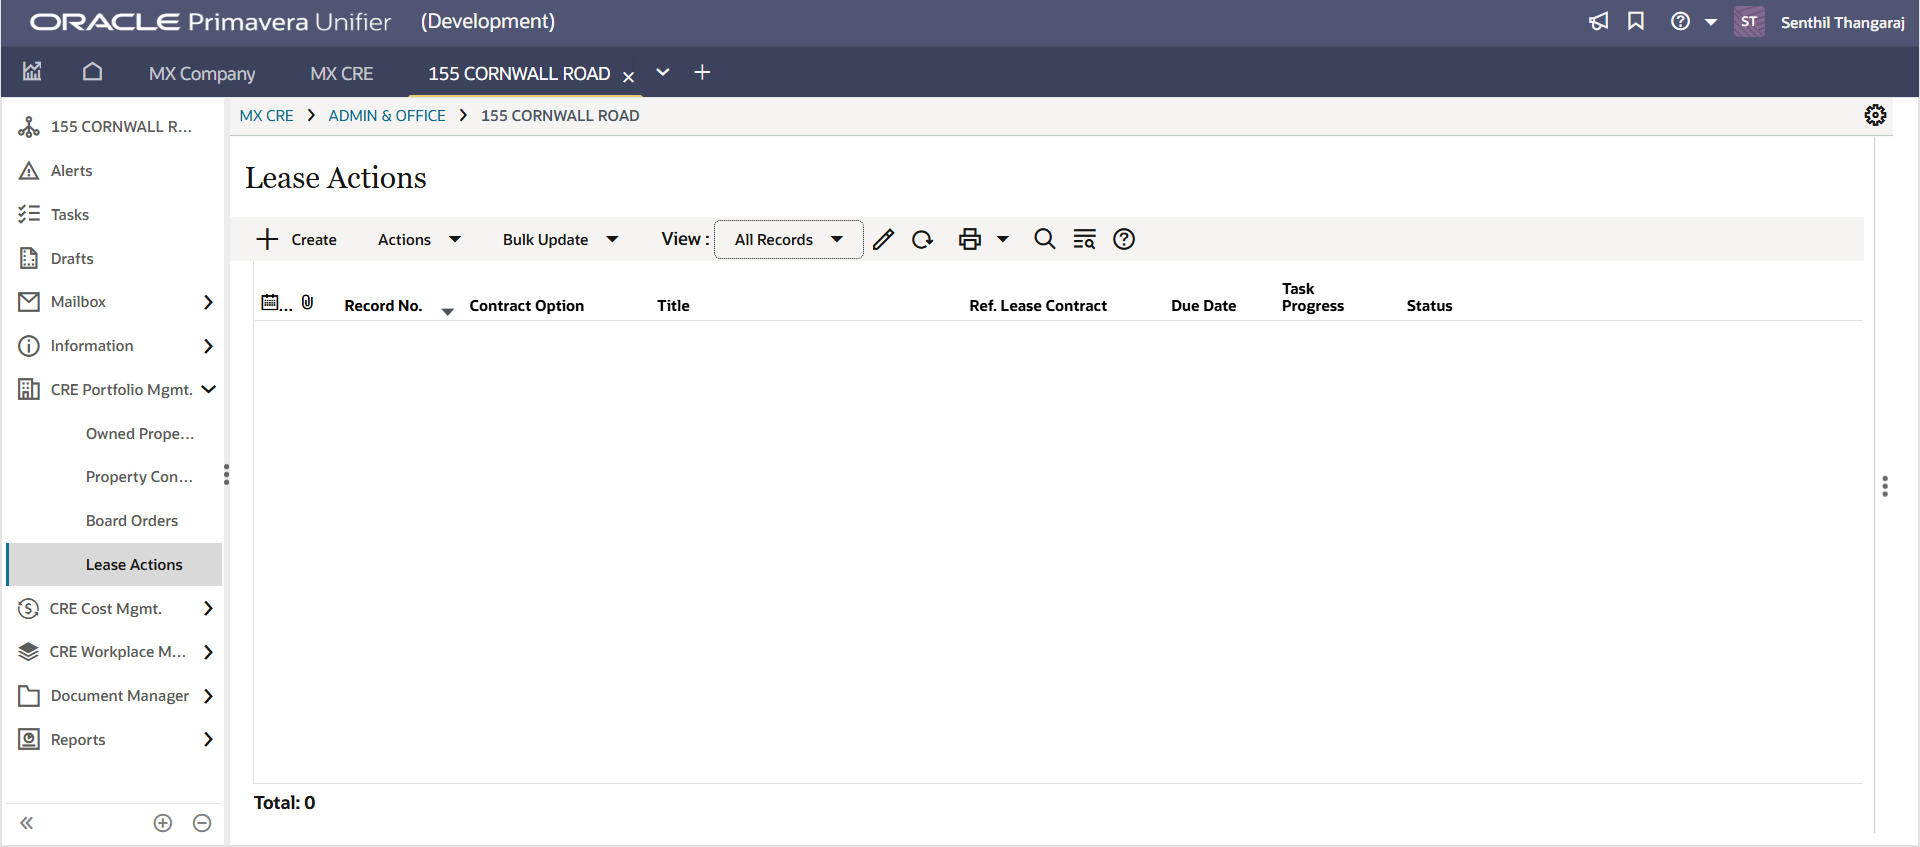 ORACLE Primavera Unifier (Development)
ST Senthil Thangaraj
MX Company MX CRE 155 CORNWALL ROAD
MX CRE > ADMIN & OFFICE > 155 CORNWALL ROAD
155 CORNWALL R...
Alerts
Tasks
Drafts
Mailbox
Information
CRE Portfolio Mgmt.
Owned Prope...
Property Con...
Board Orders
Lease Actions
CRE Cost Mgmt.
CRE Workplace M...
Document Manager
Reports
Lease Actions
Create Actions Bulk Update View : All Records
... Record No. Contract Option Title Ref. Lease Contract Due Date Task Progress Status
Total: 0